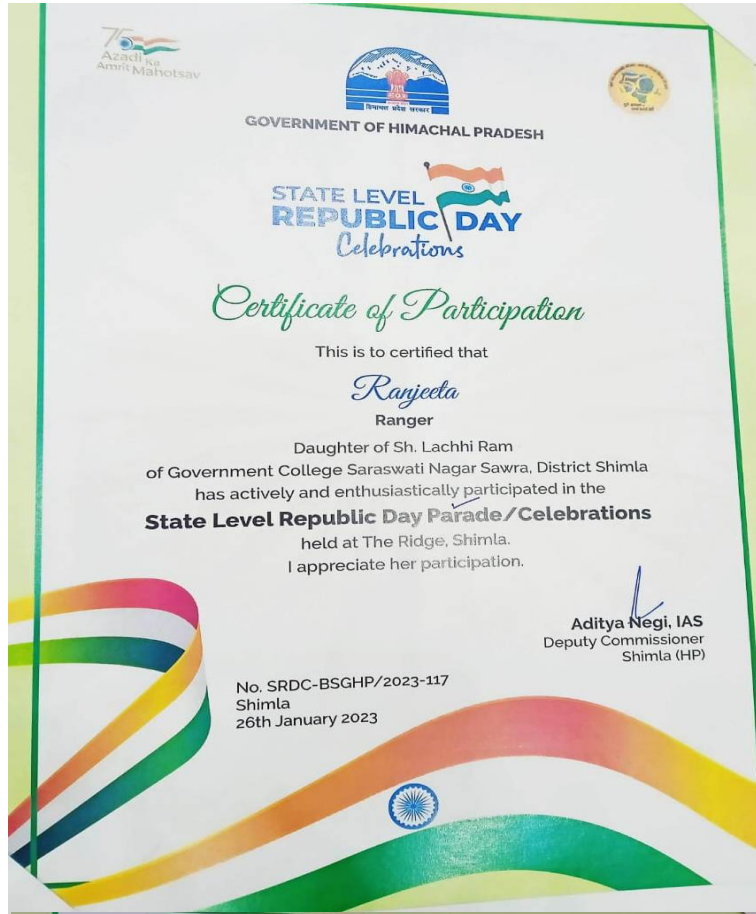 75
Azadi Ka
Amrit Mahotsav
हिमाचल प्रदेश सरकार
50
GOVERNMENT OF HIMACHAL PRADESH
STATE LEVEL
REPUBLIC DAY
Celebrations
Certificate of Participation
This is to certified that
Ranjeeta
Ranger
Daughter of Sh. Lachhi Ram
of Government College Saraswati Nagar Sawra, District Shimla
has actively and enthusiastically participated in the
State Level Republic Day Parade/Celebrations
held at The Ridge, Shimla.
I appreciate her participation.
Aditya Negi, IAS
Deputy Commissioner
Shimla (HP)
No. SRDC-BSGHP/2023-117
Shimla
26th January 2023